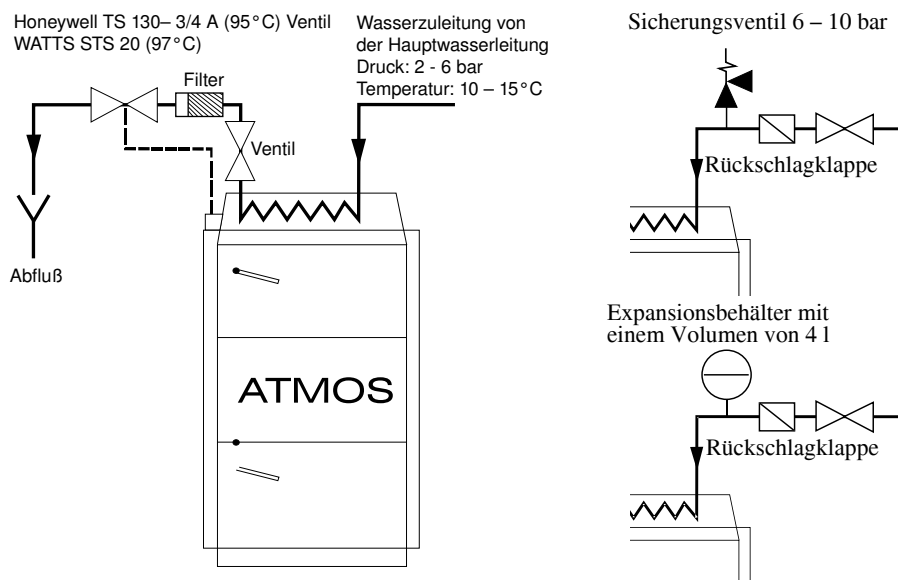 Honeywell TS 130– 3/4 A (95°C) Ventil
WATTS STS 20 (97°C)
Wasserzuleitung von
der Hauptwasserleitung
Druck: 2 - 6 bar
Temperatur: 10 – 15°C
Filter
Ventil
Abfluß
ATMOS
Sicherungsventil 6 – 10 bar
Rückschlagklappe
Expansionsbehälter mit
einem Volumen von 4 l
Rückschlagklappe